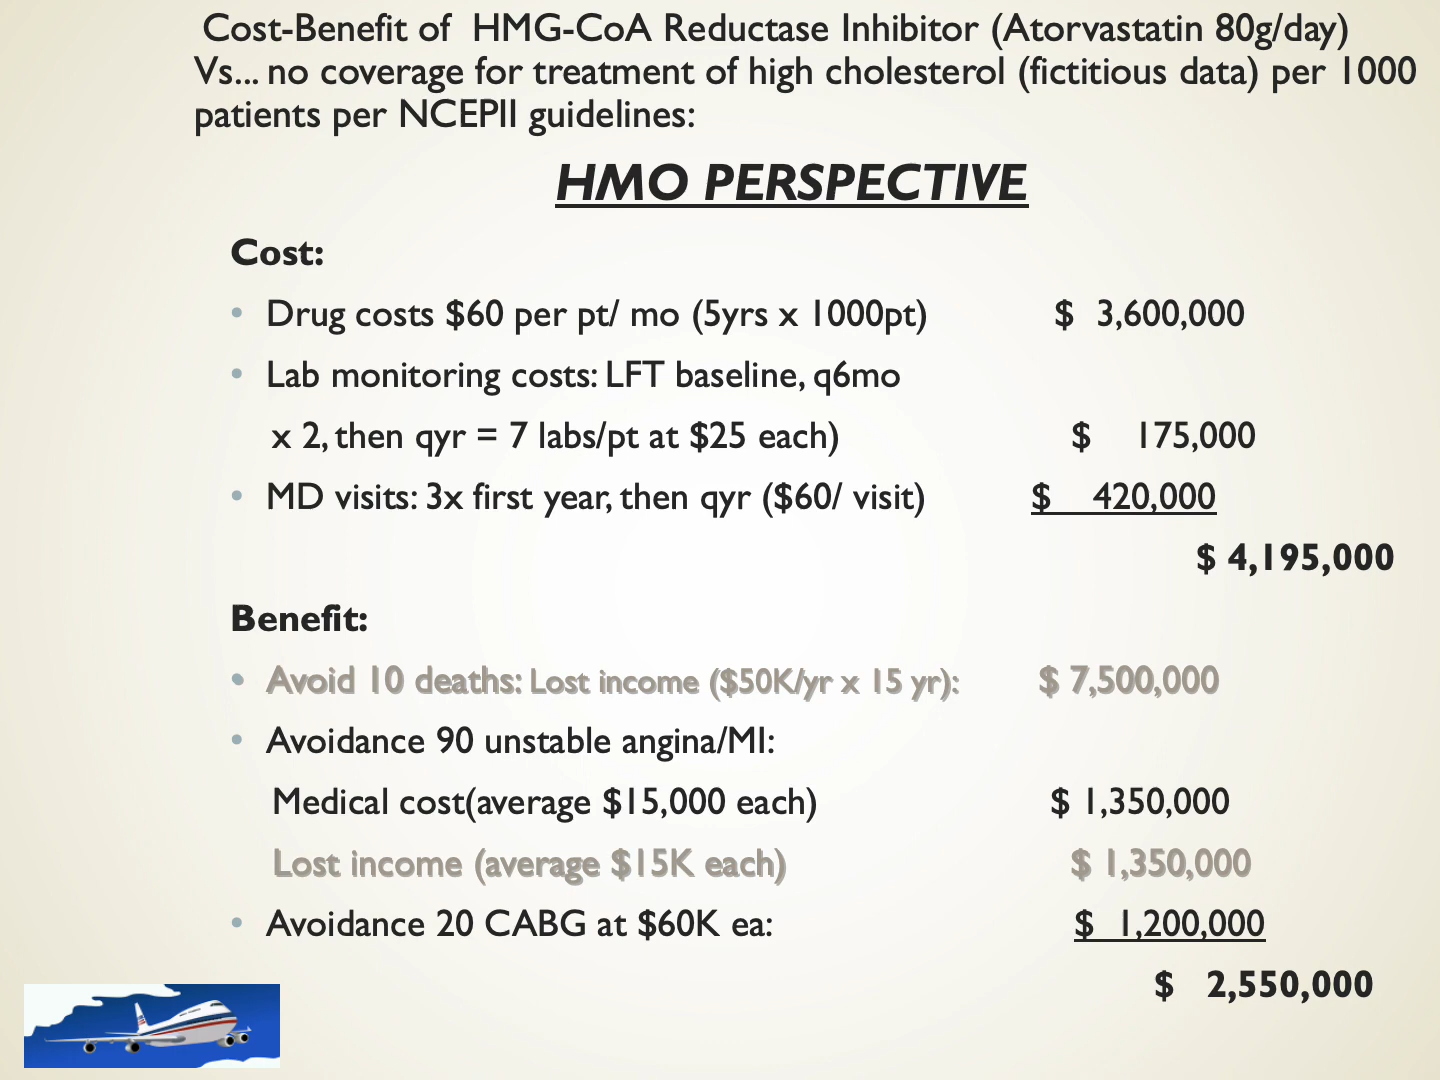 Cost-Benefit of HMG-CoA Reductase Inhibitor (Atorvastatin 80g/day)
Vs... no coverage for treatment of high cholesterol (fictitious data) per 1000
patients per NCEPII guidelines:
HMO PERSPECTIVE
Cost:
• Drug costs $60 per pt/ mo (5yrs x 1000pt) $ 3,600,000
• Lab monitoring costs: LFT baseline, q6mo
x 2, then qyr = 7 labs/pt at $25 each) $ 175,000
• MD visits: 3x first year, then qyr ($60/ visit) $ 420,000
$ 4,195,000
Benefit:
• Avoid 10 deaths: Lost income ($50K/yr x 15 yr): $ 7,500,000
• Avoidance 90 unstable angina/MI:
Medical cost(average $15,000 each) $ 1,350,000
Lost income (average $15K each) $ 1,350,000
• Avoidance 20 CABG at $60K ea: $ 1,200,000
$ 2,550,000